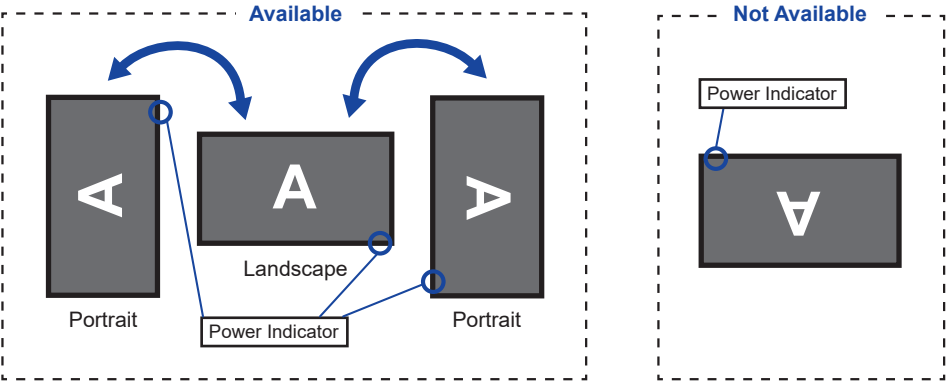 Available
A
A
A
Landscape
Portrait
Power Indicator
Portrait
Not Available
Power Indicator
A